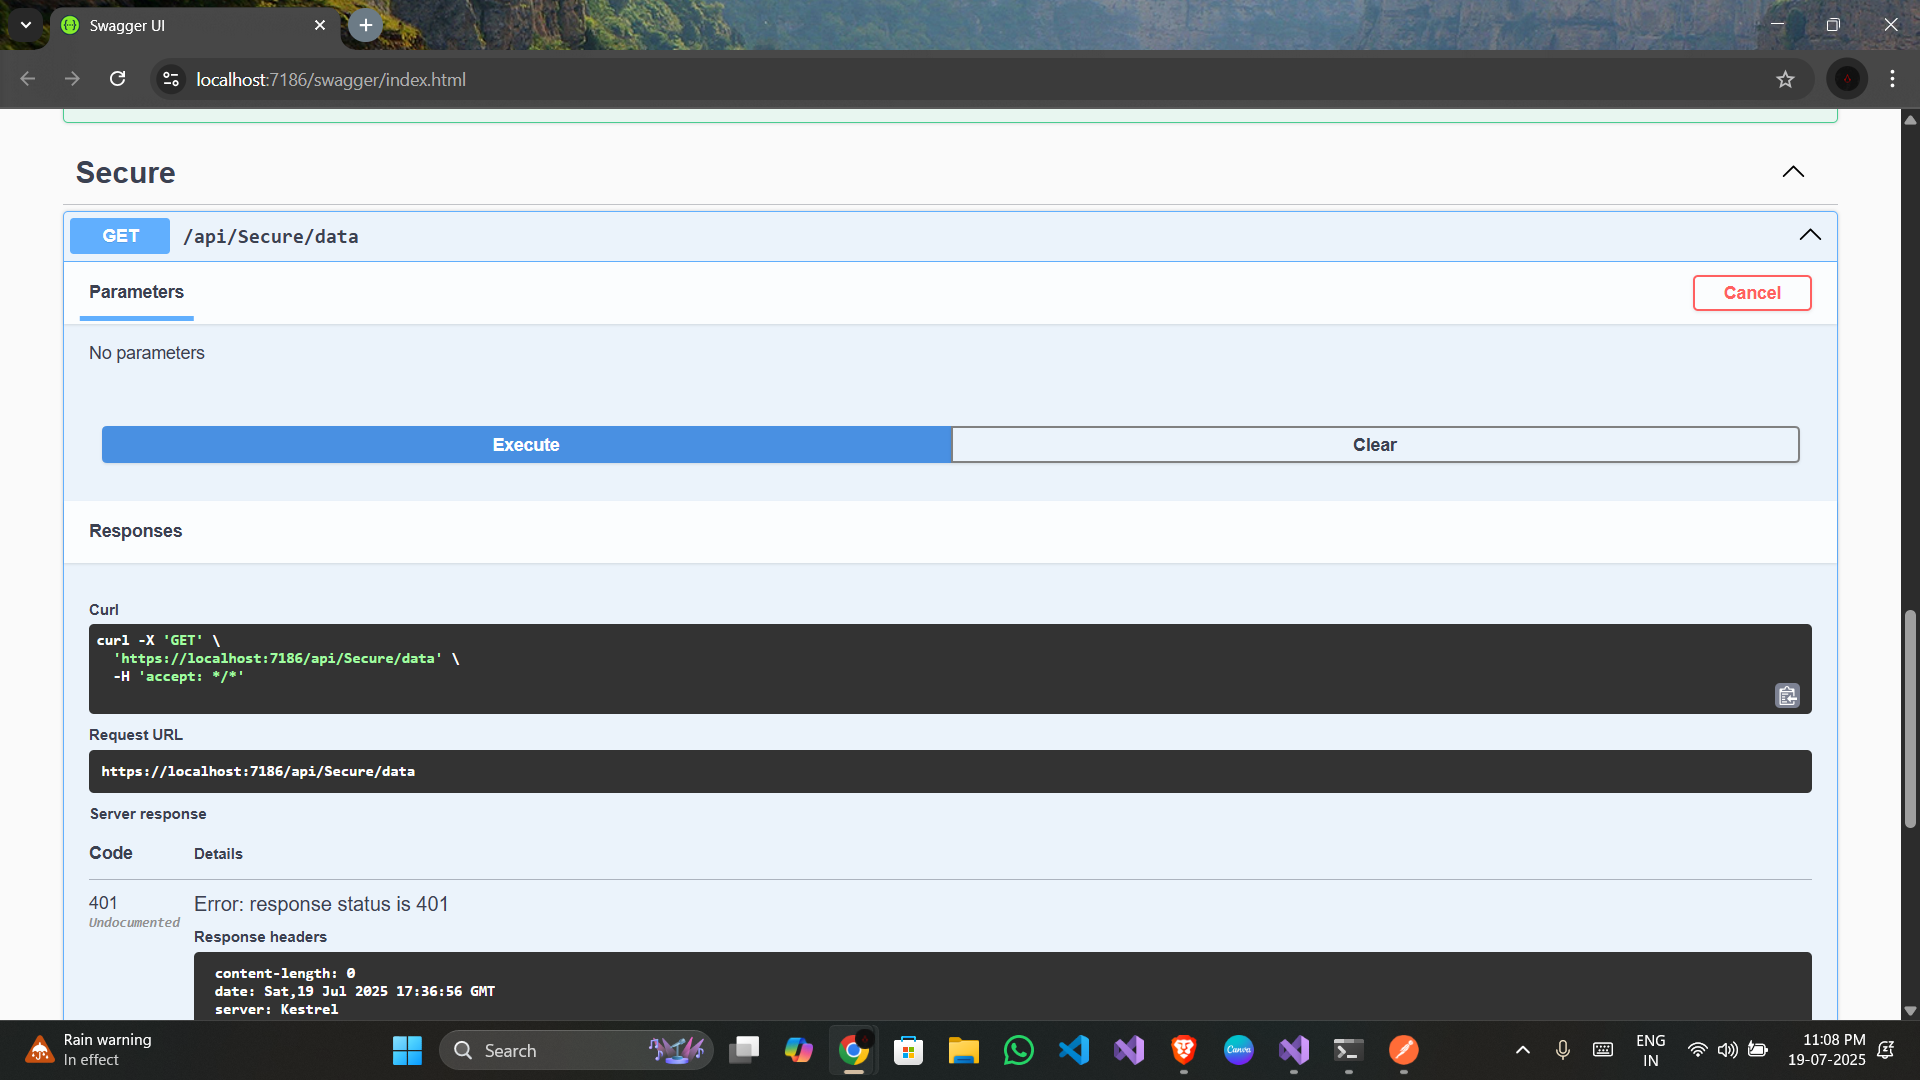 Swagger UI
localhost:7186/swagger/index.html
Secure
GET /api/Secure/data
Parameters
Cancel
No parameters
Execute
Clear
Responses
Curl
curl -X 'GET' \
'https://localhost:7186/api/Secure/data' \
-H 'accept: */*'
Request URL
https://localhost:7186/api/Secure/data
Server response
Code Details
401 Error: response status is 401
Undocumented
Response headers
content-length: 0
date: Sat,19 Jul 2025 17:36:56 GMT
server: Kestrel
Rain warning
In effect
Search
Canva
ENG
IN
11:08 PM
19-07-2025